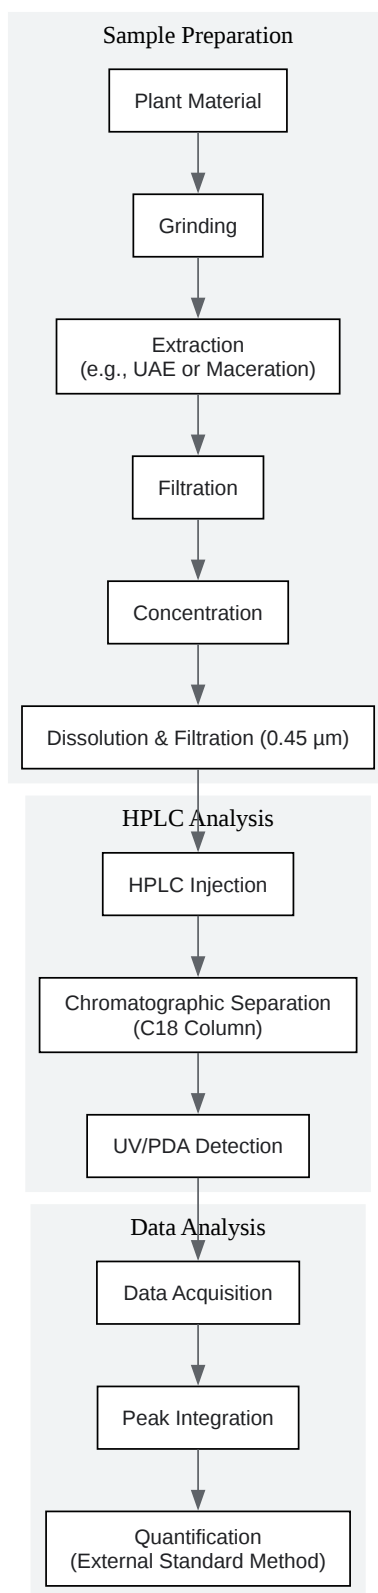 Sample Preparation
Plant Material
Grinding
Extraction
(e.g., UAE or Maceration)
Filtration
Concentration
Dissolution & Filtration (0.45 µm)
HPLC Analysis
HPLC Injection
Chromatographic Separation
(C18 Column)
UV/PDA Detection
Data Analysis
Data Acquisition
Peak Integration
Quantification
(External Standard Method)